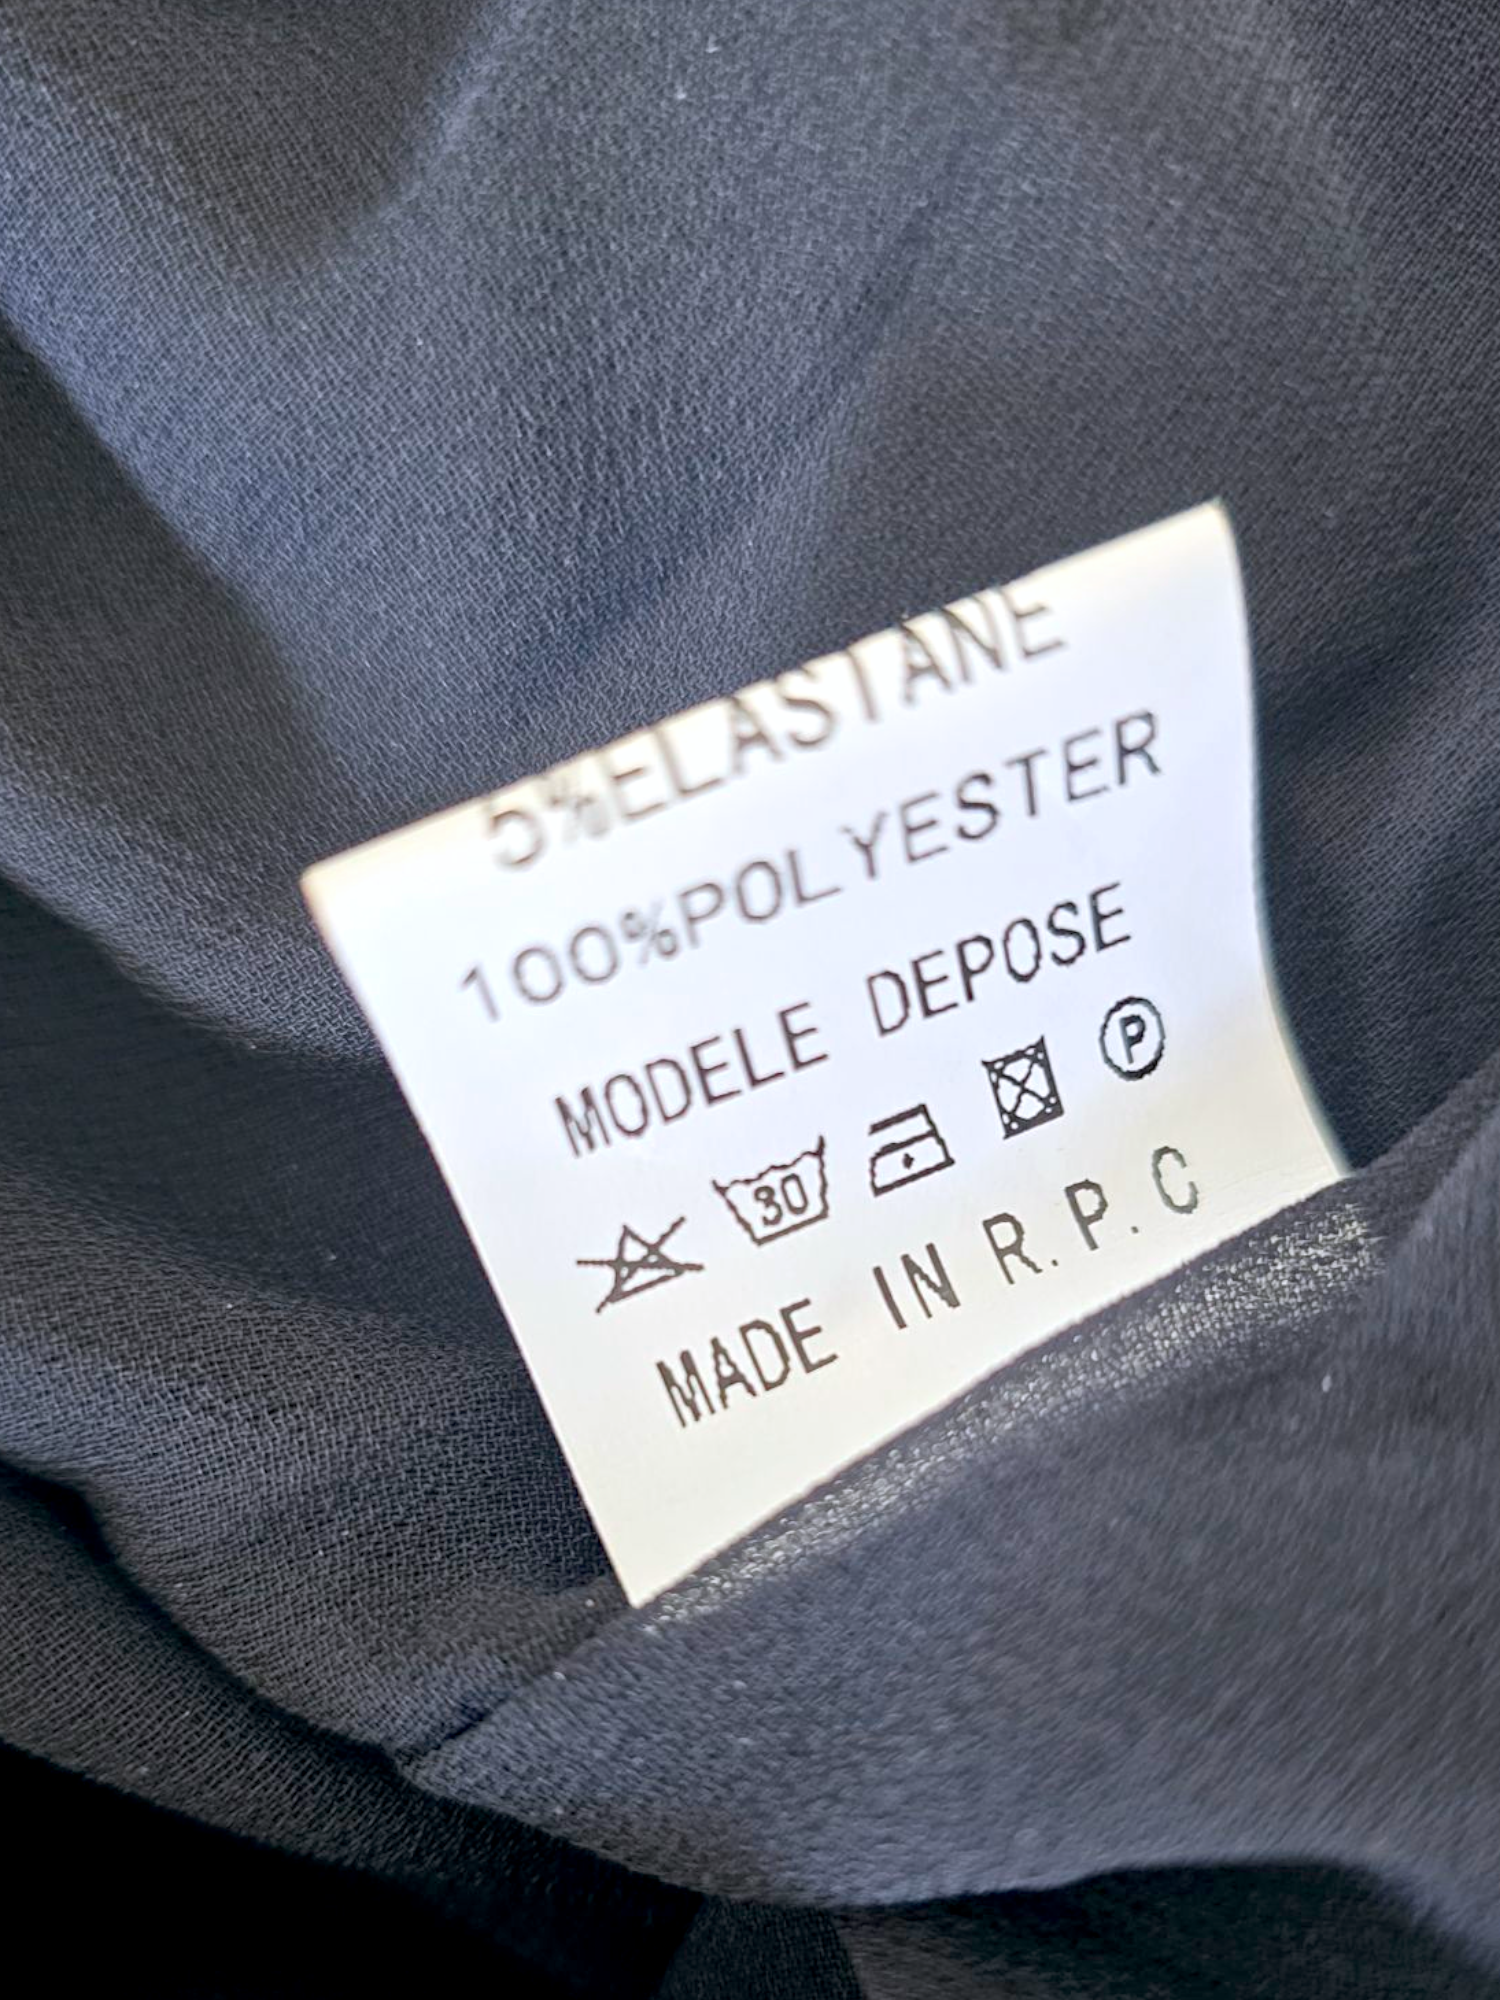 5%ELASTANE
100%POLYESTER
MODELE DEPOSE
30 P
MADE IN R.P.C